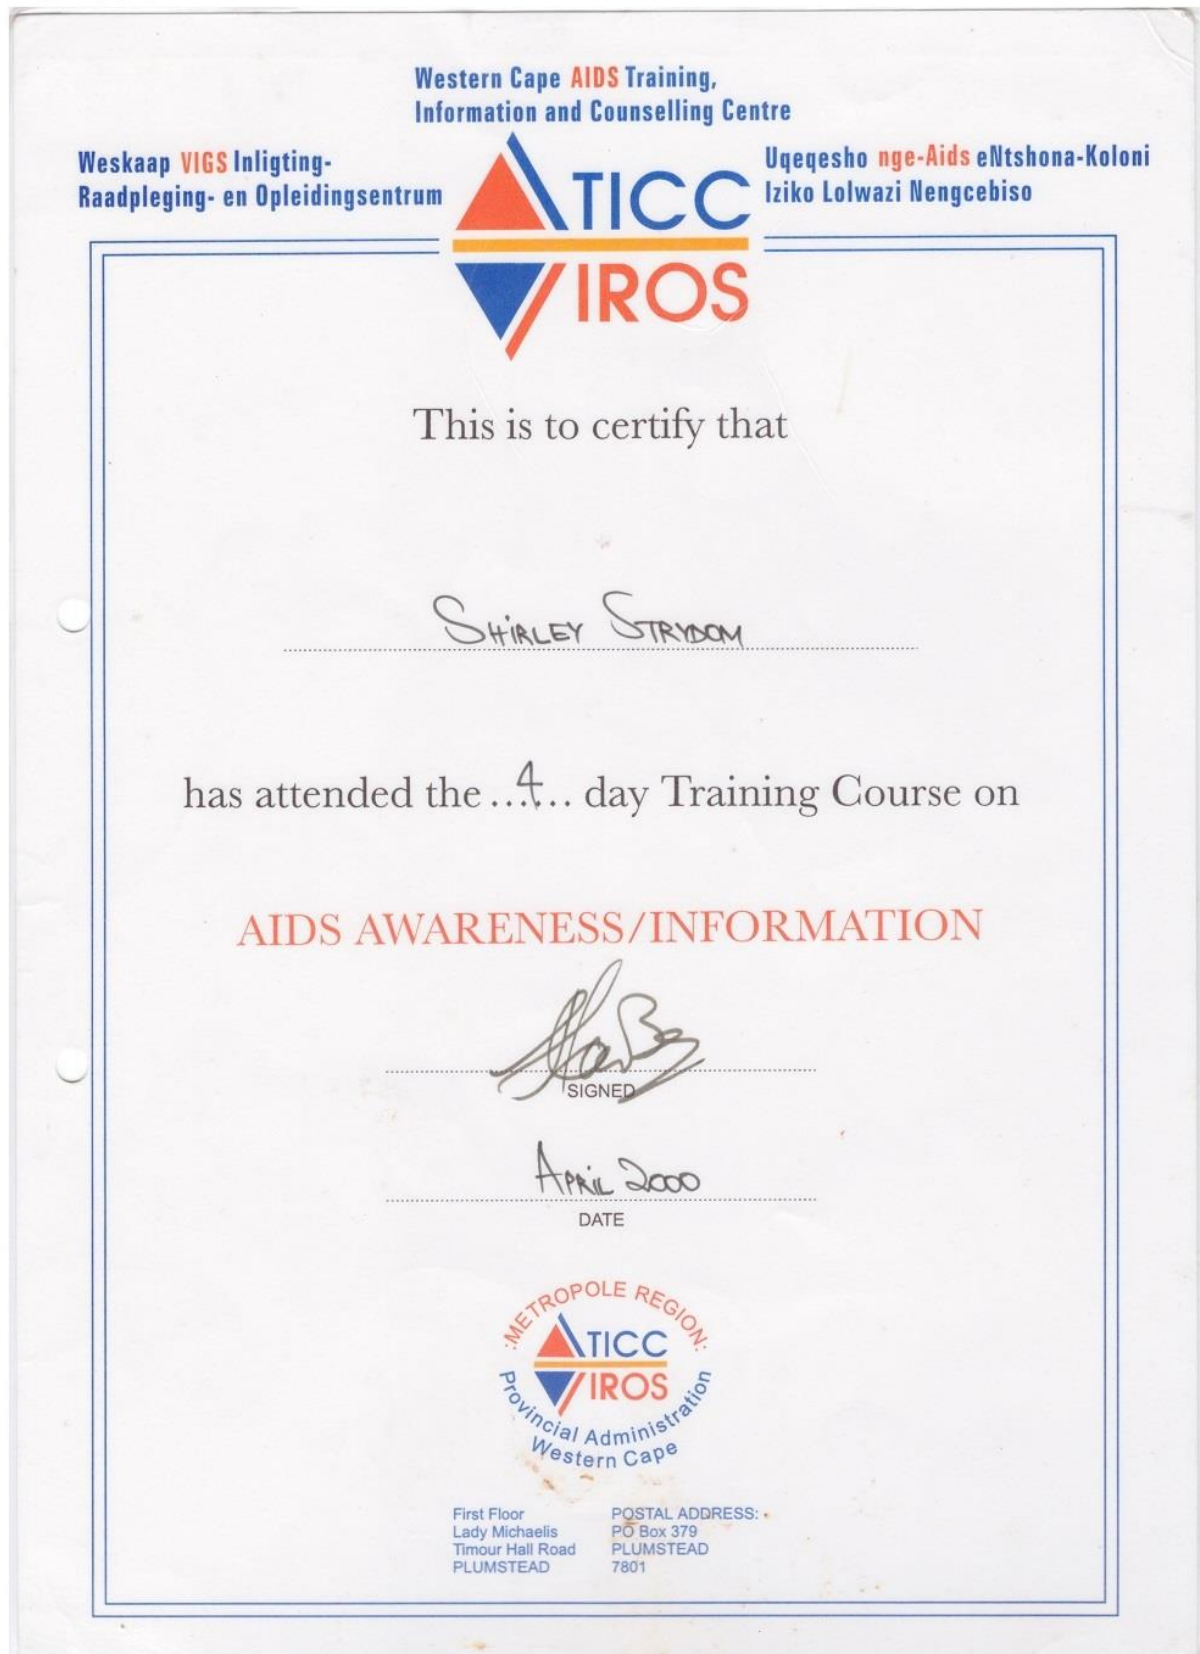 Western Cape AIDS Training,
Information and Counselling Centre
Weskaap VIGS Inligting-
Raadpleging- en Opleidingsentrum
Uqeqesho nge-Aids eNtshona-Koloni
Iziko Lolwazi Nengcebiso
ATICC
VIROS
This is to certify that
SHIRLEY STRYDOM
has attended the ..4.. day Training Course on
AIDS AWARENESS/INFORMATION
SIGNED
APRIL 2000
DATE
:METROPOLE REGION:
ATICC
VIROS
Provincial Administration
Western Cape
First Floor
Lady Michaelis
Timour Hall Road
PLUMSTEAD
POSTAL ADDRESS:
PO Box 379
PLUMSTEAD
7801